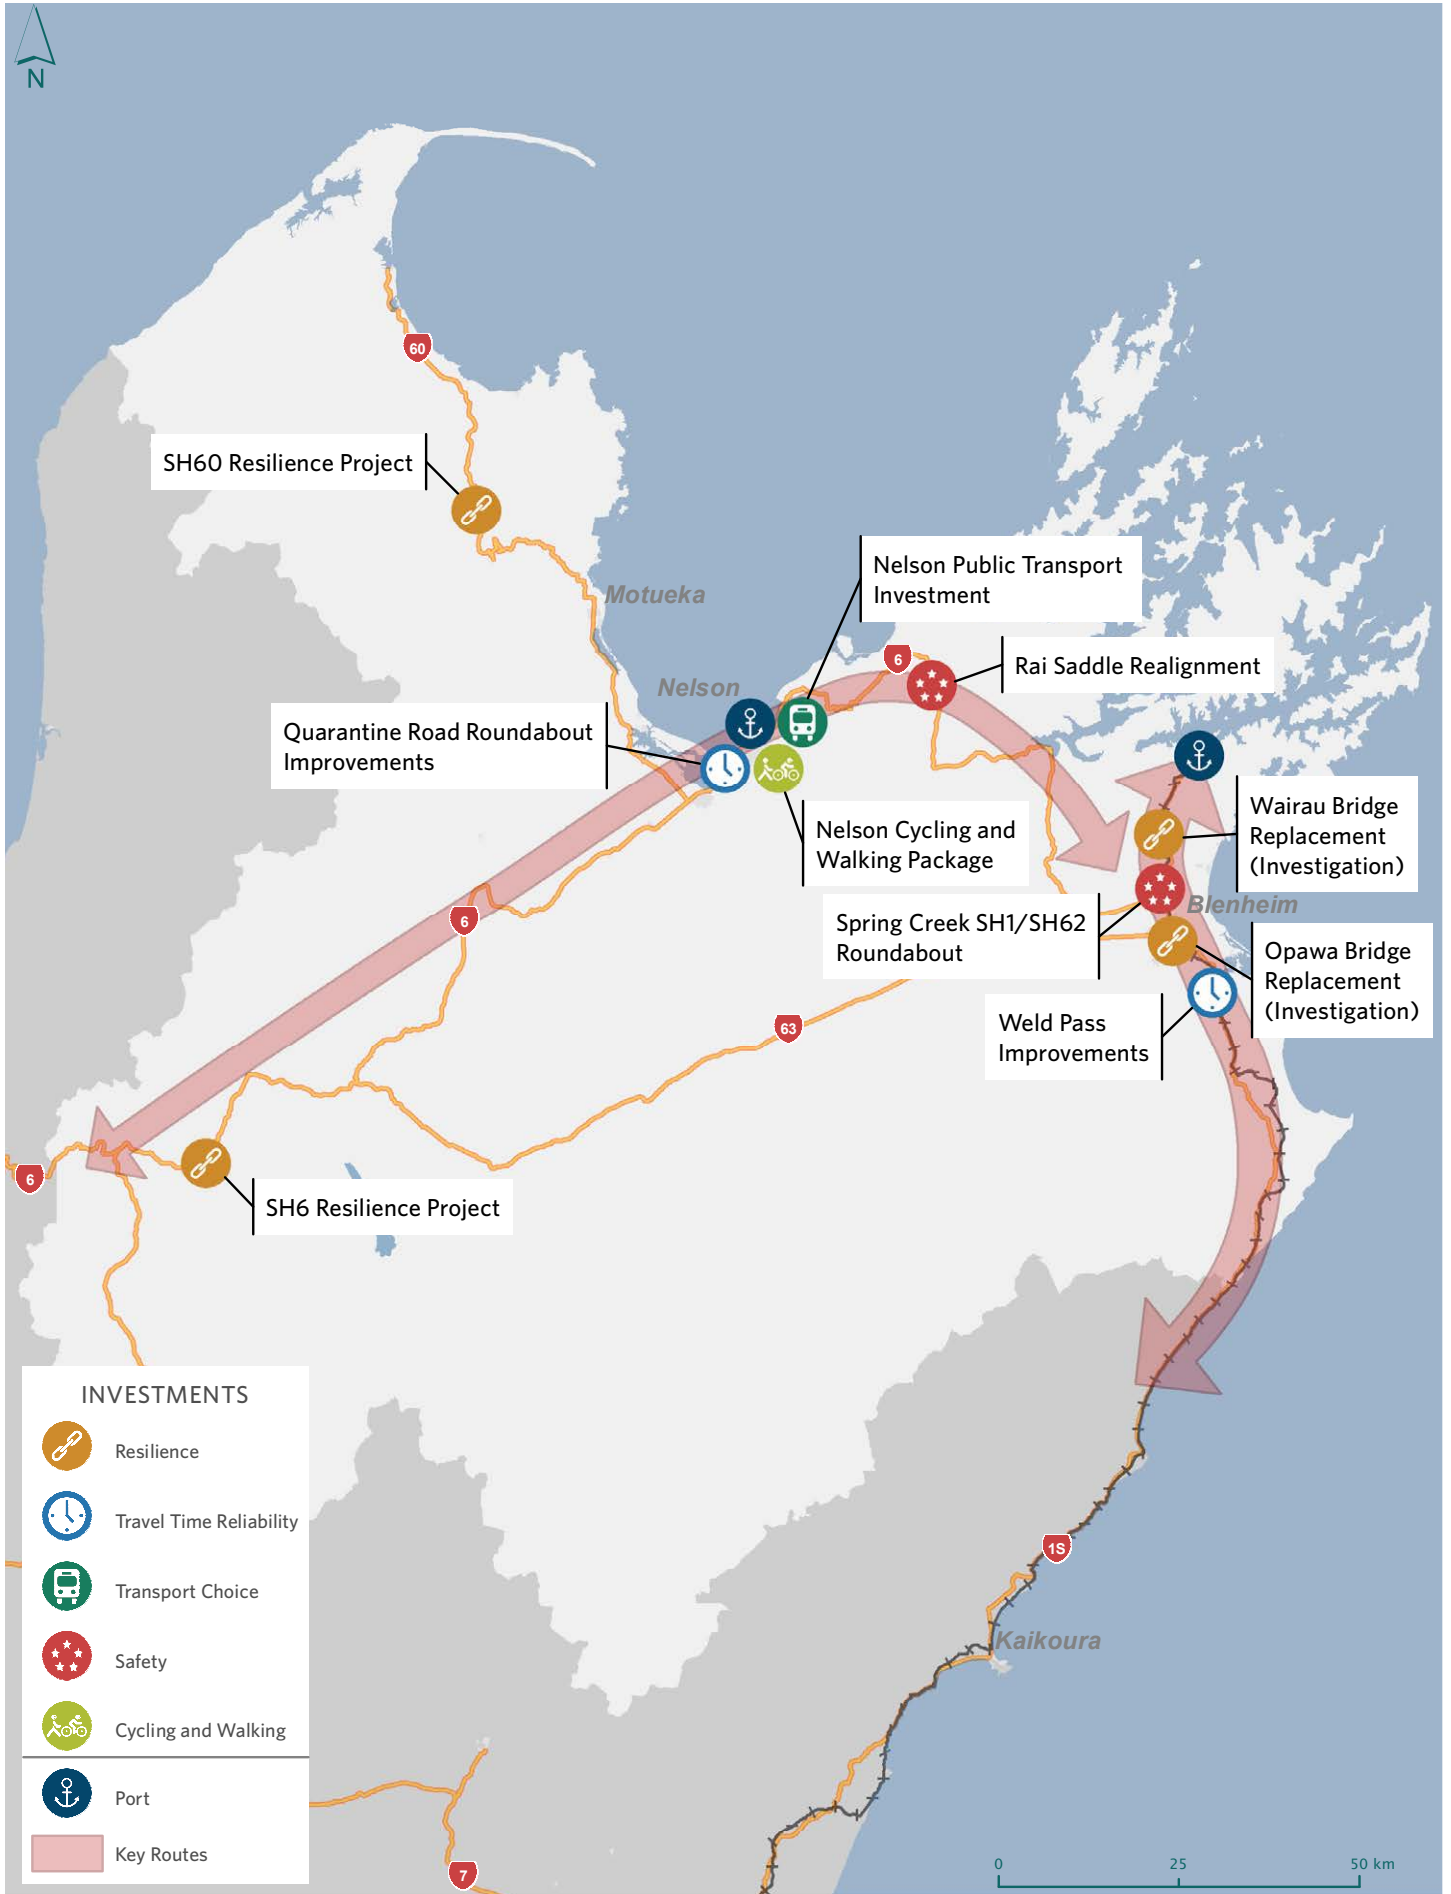 N
60
SH60 Resilience Project
Nelson Public Transport
Investment
Motueka
6
Rai Saddle Realignment
Nelson
Quarantine Road Roundabout
Improvements
Wairau Bridge
Replacement
(Investigation)
Nelson Cycling and
Walking Package
6
Blenheim
Spring Creek SH1/SH62
Roundabout
Opawa Bridge
Replacement
(Investigation)
63
Weld Pass
Improvements
6
SH6 Resilience Project
INVESTMENTS
Resilience
Travel Time Reliability
Transport Choice
Safety
Cycling and Walking
Port
Key Routes
1S
Kaikoura
7
0 25 50 km